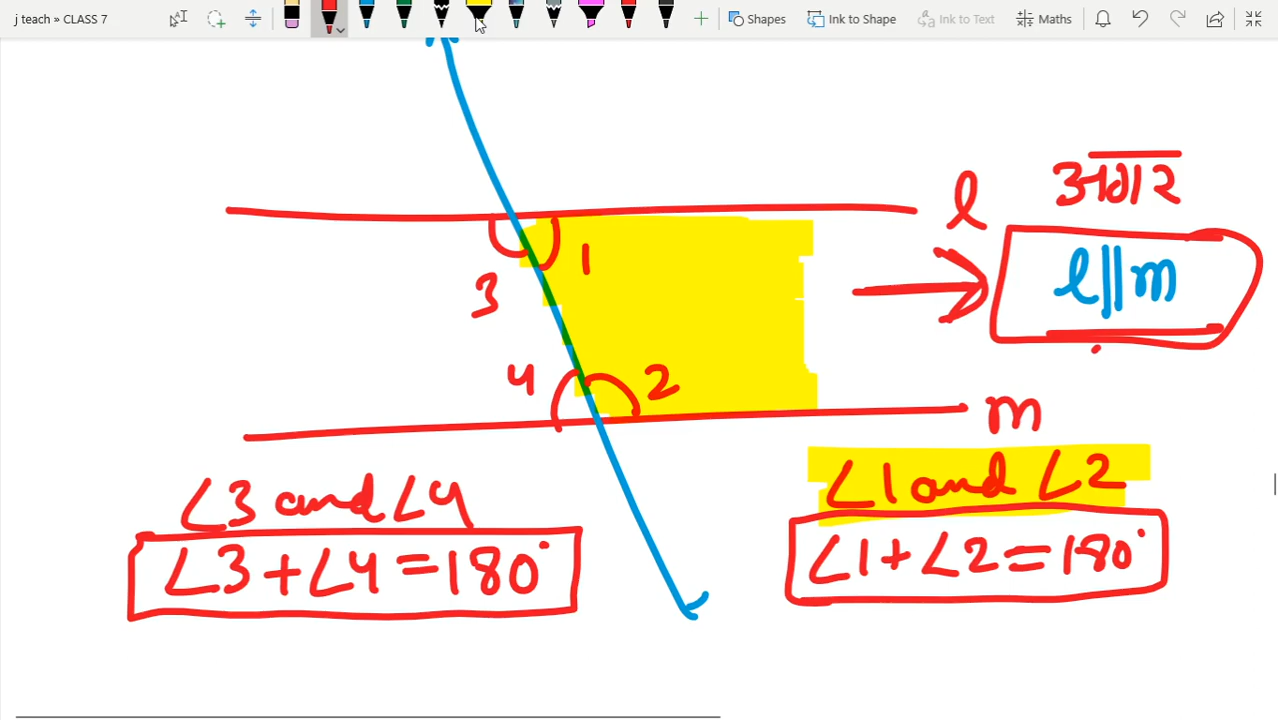 j teach » CLASS 7
Shapes
Ink to Shape
Ink to Text
Maths
l
l||m
3
1
4
2
m
∠3 and ∠4
∠3+∠4=180°
∠1 and ∠2
∠1+∠2=180°